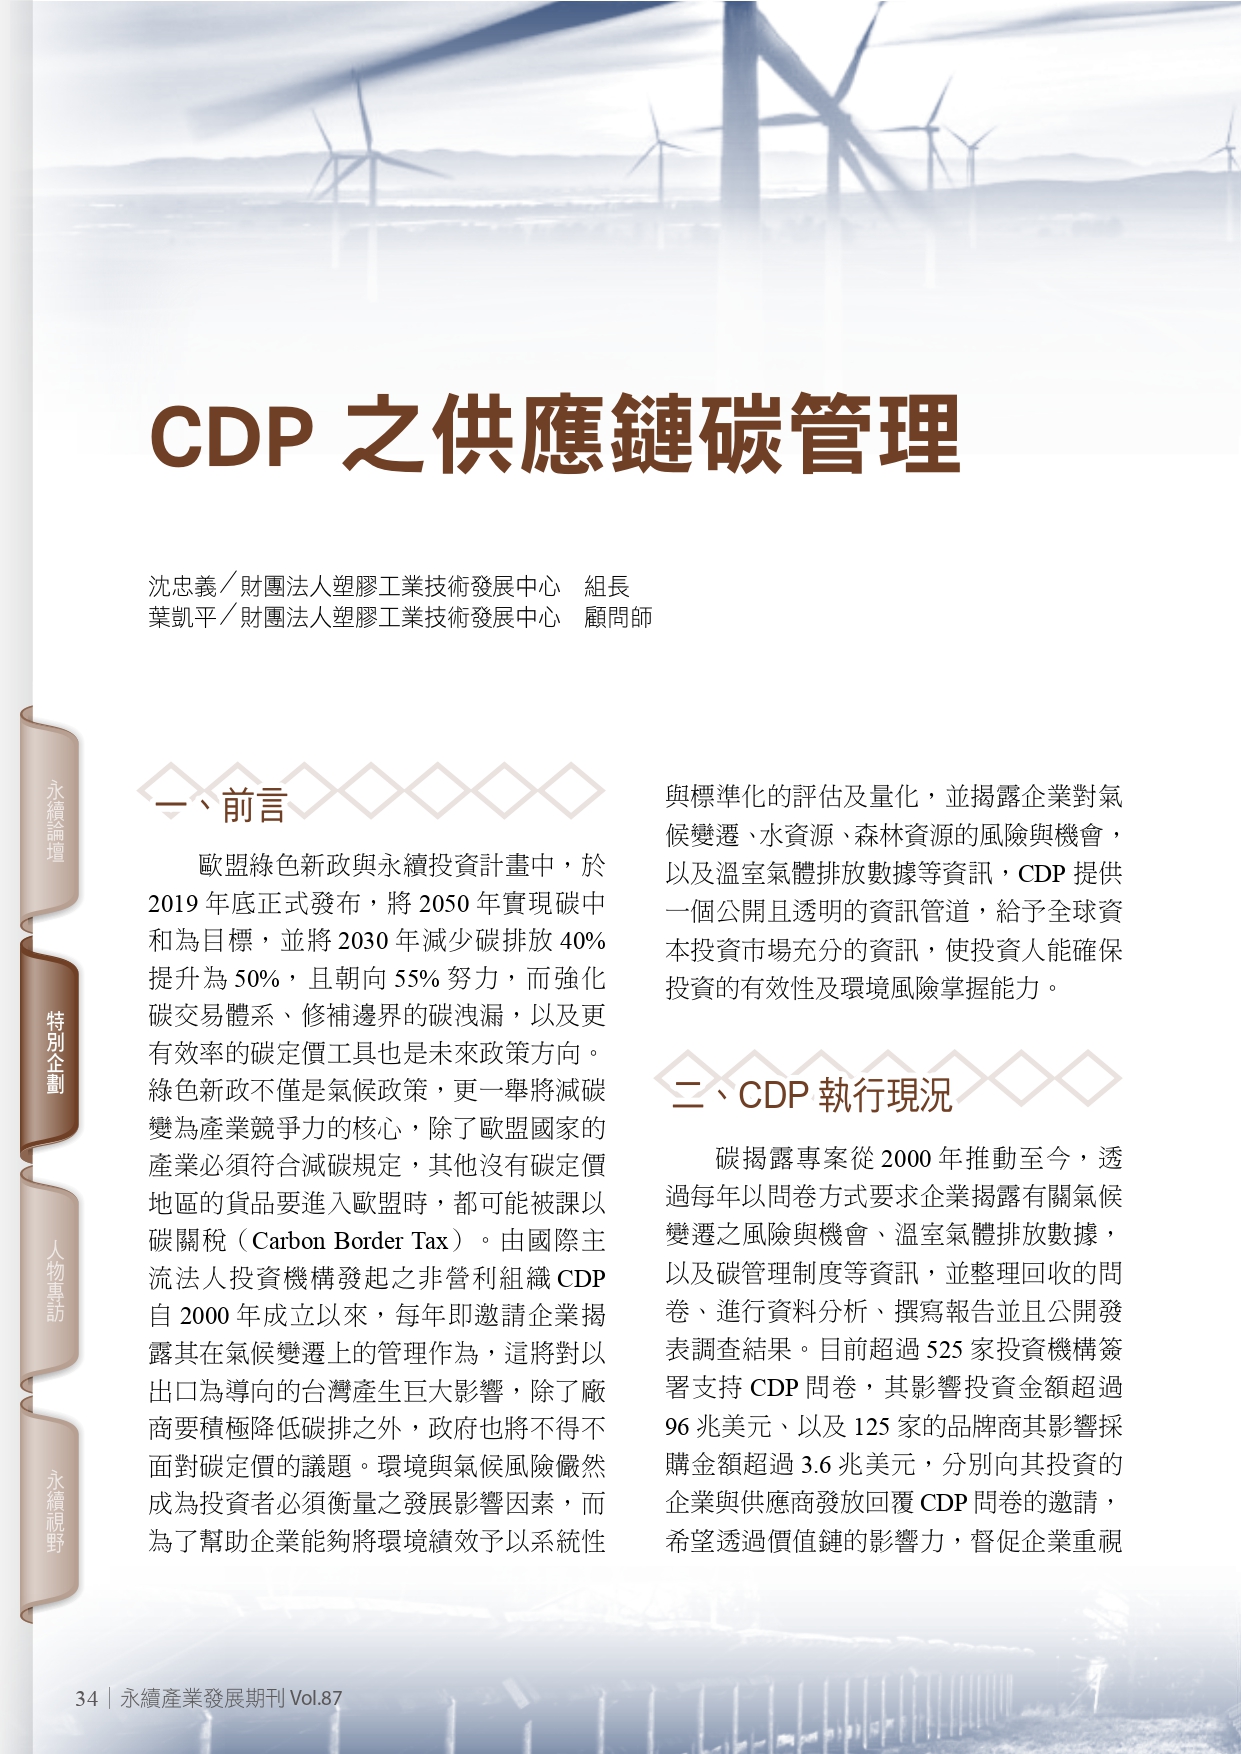 CDP 之供應鏈碳管理
沈忠義／財團法人塑膠工業技術發展中心　組長
葉凱平／財團法人塑膠工業技術發展中心　顧問師
一、前言
歐盟綠色新政與永續投資計畫中，於
2019 年底正式發布，將 2050 年實現碳中
和為目標，並將 2030 年減少碳排放 40%
提升為 50%，且朝向 55% 努力，而強化
碳交易體系、修補邊界的碳洩漏，以及更
有效率的碳定價工具也是未來政策方向。
綠色新政不僅是氣候政策，更一舉將減碳
變為產業競爭力的核心，除了歐盟國家的
產業必須符合減碳規定，其他沒有碳定價
地區的貨品要進入歐盟時，都可能被課以
碳關稅（Carbon Border Tax）。由國際主
流法人投資機構發起之非營利組織 CDP
自 2000 年成立以來，每年即邀請企業揭
露其在氣候變遷上的管理作為，這將對以
出口為導向的台灣產生巨大影響，除了廠
商要積極降低碳排之外，政府也將不得不
面對碳定價的議題。環境與氣候風險儼然
成為投資者必須衡量之發展影響因素，而
為了幫助企業能夠將環境績效予以系統性
與標準化的評估及量化，並揭露企業對氣
候變遷、水資源、森林資源的風險與機會，
以及溫室氣體排放數據等資訊，CDP 提供
一個公開且透明的資訊管道，給予全球資
本投資市場充分的資訊，使投資人能確保
投資的有效性及環境風險掌握能力。
二、CDP 執行現況
碳揭露專案從 2000 年推動至今，透
過每年以問卷方式要求企業揭露有關氣候
變遷之風險與機會、溫室氣體排放數據，
以及碳管理制度等資訊，並整理回收的問
卷、進行資料分析、撰寫報告並且公開發
表調查結果。目前超過 525 家投資機構簽
署支持 CDP 問卷，其影響投資金額超過
96 兆美元、以及 125 家的品牌商其影響採
購金額超過 3.6 兆美元，分別向其投資的
企業與供應商發放回覆 CDP 問卷的邀請，
希望透過價值鏈的影響力，督促企業重視
永續論壇
特別企劃
人物專訪
永續視野
34｜永續產業發展期刊 Vol.87